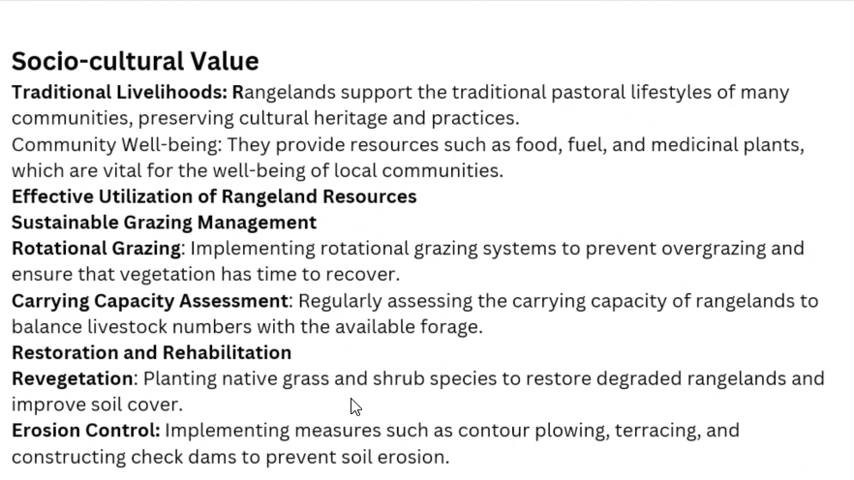 Socio-cultural Value
Traditional Livelihoods: Rangelands support the traditional pastoral lifestyles of many
communities, preserving cultural heritage and practices.
Community Well-being: They provide resources such as food, fuel, and medicinal plants,
which are vital for the well-being of local communities.
Effective Utilization of Rangeland Resources
Sustainable Grazing Management
Rotational Grazing: Implementing rotational grazing systems to prevent overgrazing and
ensure that vegetation has time to recover.
Carrying Capacity Assessment: Regularly assessing the carrying capacity of rangelands to
balance livestock numbers with the available forage.
Restoration and Rehabilitation
Revegetation: Planting native grass and shrub species to restore degraded rangelands and
improve soil cover.
Erosion Control: Implementing measures such as contour plowing, terracing, and
constructing check dams to prevent soil erosion.